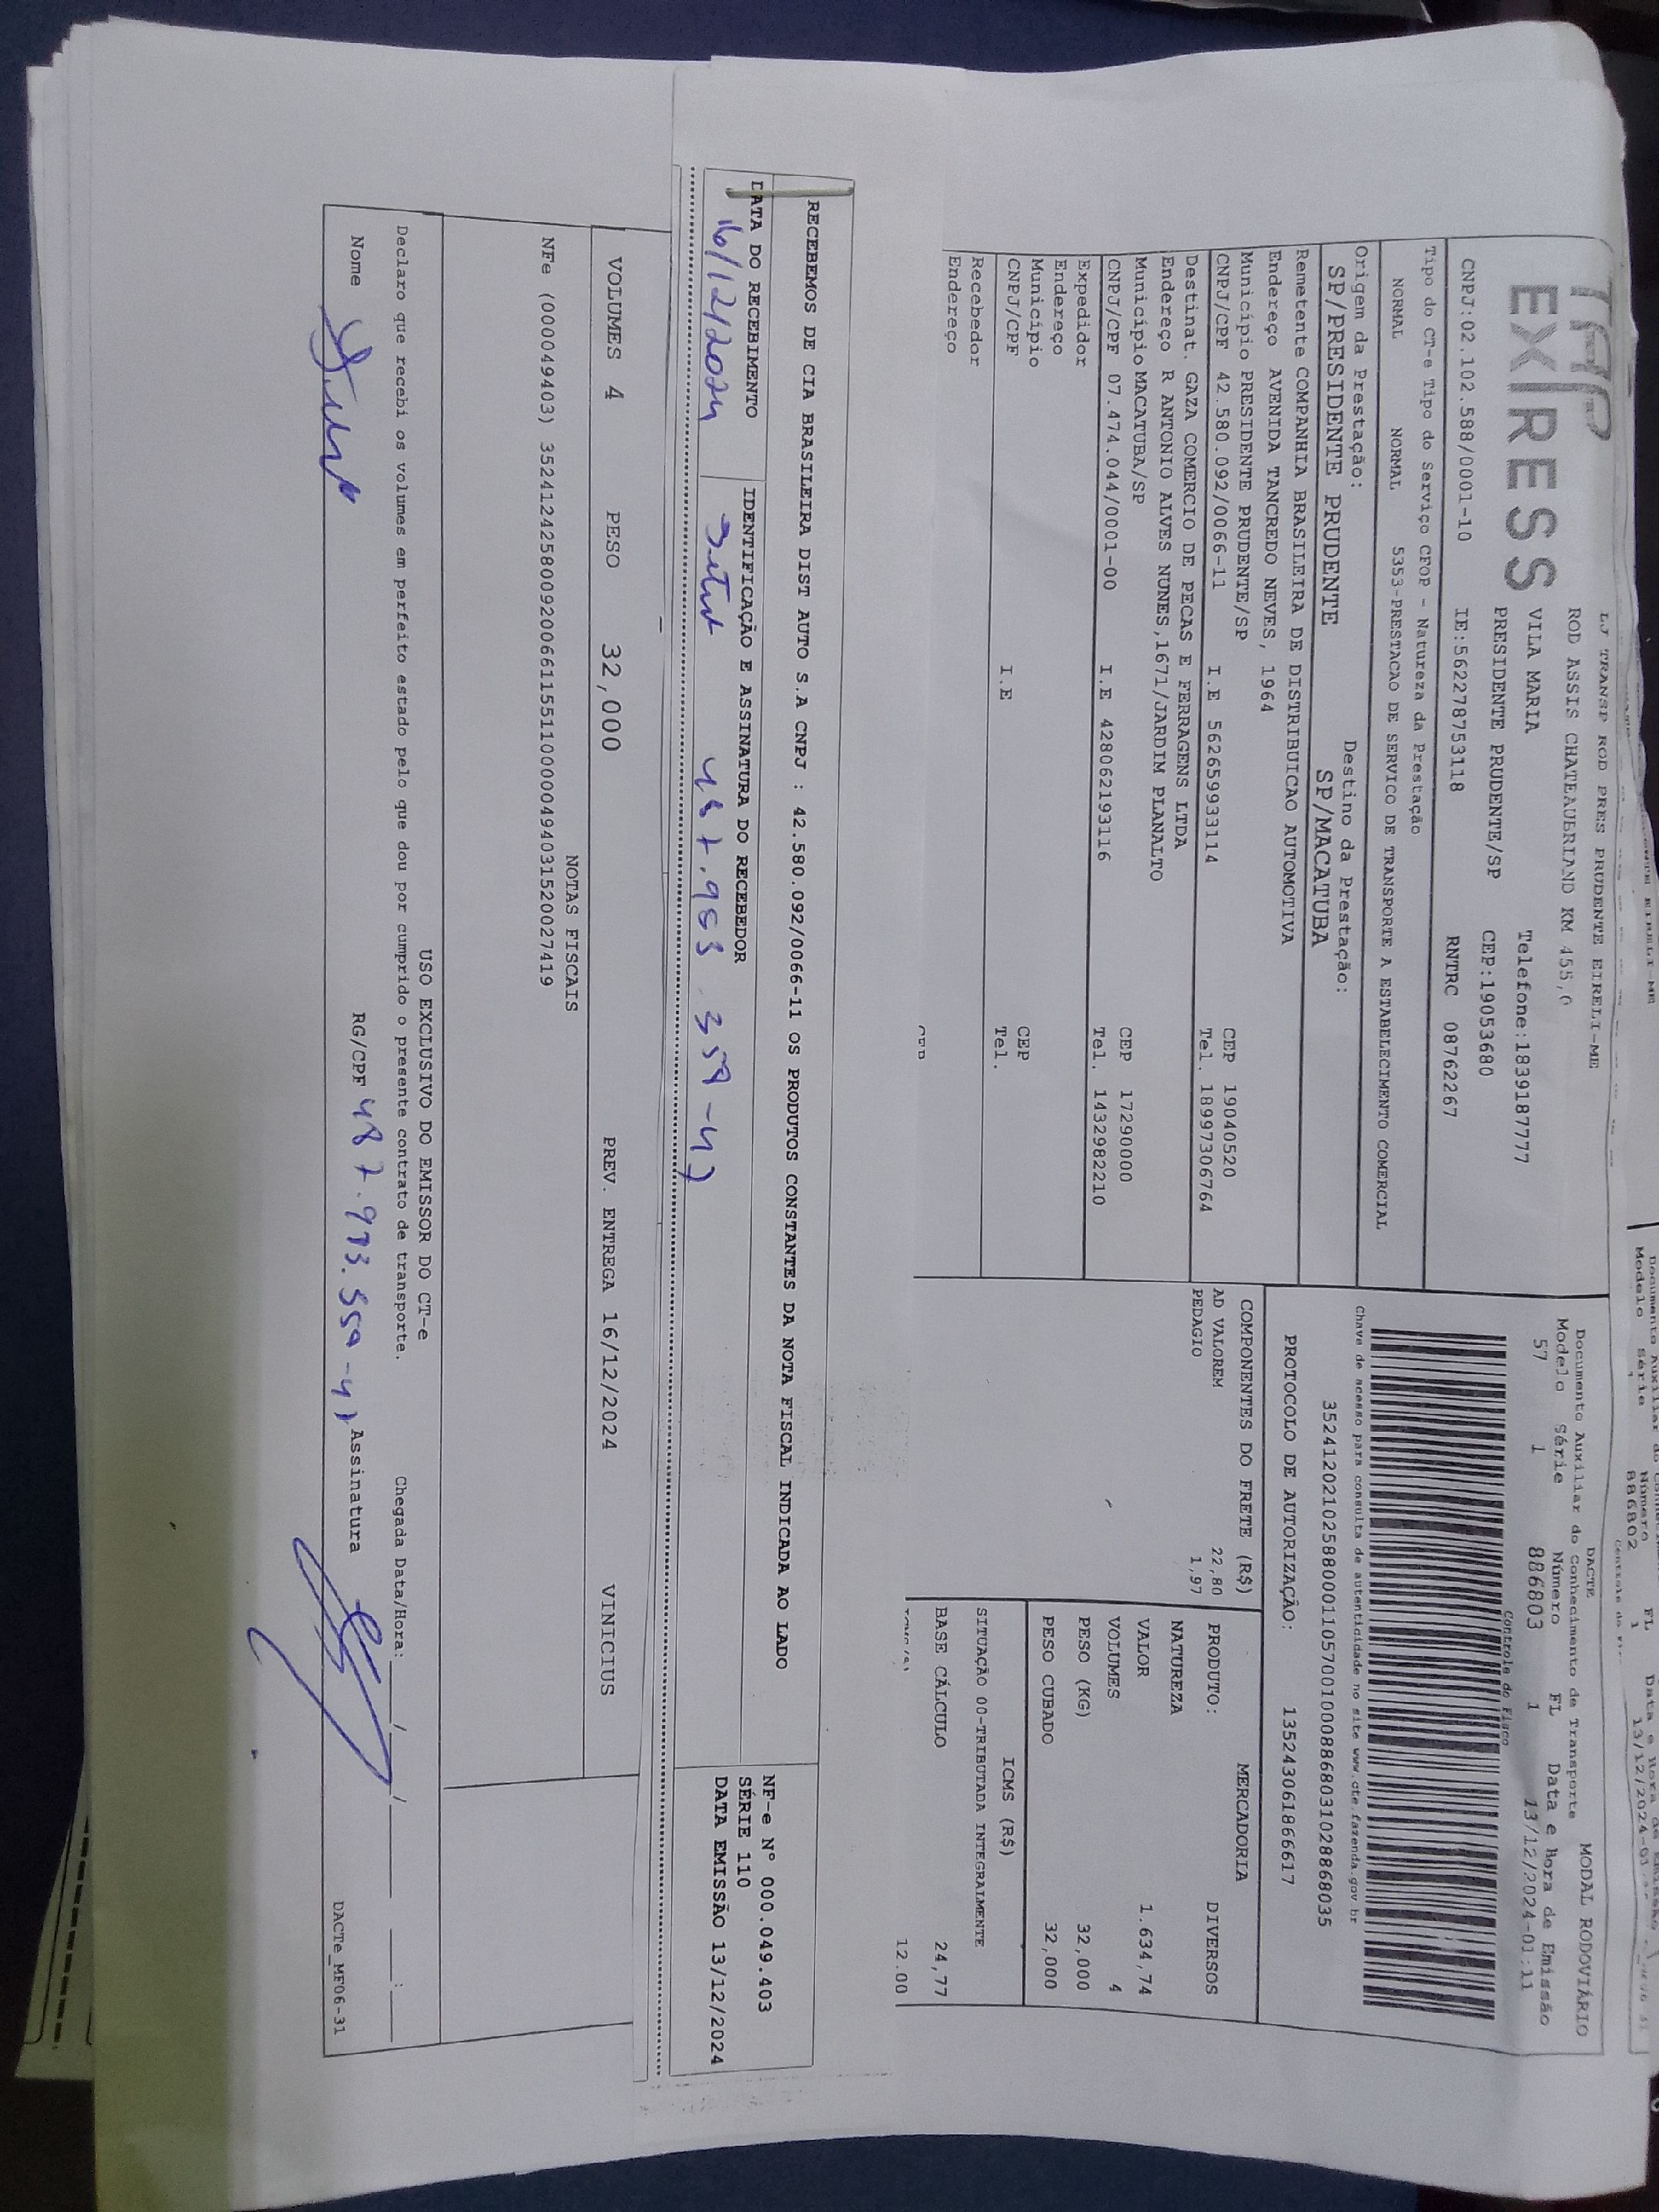 TRP
EXPRESS
LJ TRANSP ROD PRES PRUDENTE EIRELI-ME
ROD ASSIS CHATEAUBRIAND KM 455,0
VILA MARIA Telefone:1839187777
PRESIDENTE PRUDENTE/SP CEP:19053680
CNPJ:02.102.588/0001-10 IE:562278753118 RNTRC 08762267
DACTE MODAL RODOVIÁRIO
Documento Auxiliar do Conhecimento de Transporte
Modelo Série Número FL Data e Hora de Emissão
57 1 886803 1 13/12/2024-01:11
Controle do Fisco
Tipo do CT-e Tipo do Serviço CFOP - Natureza da Prestação
NORMAL NORMAL 5353-PRESTACAO DE SERVICO DE TRANSPORTE A ESTABELECIMENTO COMERCIAL
Chave de acesso para consulta de autenticidade no site www.cte.fazenda.gov br
35241202102588000110570010008868031028868035
Origem da Prestação: Destino da Prestação:
SP/PRESIDENTE PRUDENTE SP/MACATUBA
PROTOCOLO DE AUTORIZAÇÃO: 135243061866617
Remetente COMPANHIA BRASILEIRA DE DISTRIBUICAO AUTOMOTIVA
Endereço AVENIDA TANCREDO NEVES, 1964
Município PRESIDENTE PRUDENTE/SP CEP 19040520
CNPJ/CPF 42.580.092/0066-11 I.E 562659933114 Tel. 18997306764
Destinat. GAZA COMERCIO DE PECAS E FERRAGENS LTDA
Endereço R ANTONIO ALVES NUNES,1671/JARDIM PLANALTO
Município MACATUBA/SP CEP 17290000
CNPJ/CPF 07.474.044/0001-00 I.E 428062193116 Tel. 1432982210
Expedidor
Endereço
Município CEP
CNPJ/CPF I.E Tel.
Recebedor
Endereço
COMPONENTES DO FRETE (R$)
AD VALOREM 22,80
PEDAGIO 1,97
MERCADORIA
PRODUTO: DIVERSOS
NATUREZA
VALOR 1.634,74
VOLUMES 4
PESO (KG) 32,000
PESO CUBADO 32,000
ICMS (R$)
SITUAÇÃO 00-TRIBUTADA INTEGRALMENTE
BASE CÁLCULO 24,77
12.00
RECEBEMOS DE CIA BRASILEIRA DIST AUTO S.A CNPJ : 42.580.092/0066-11 OS PRODUTOS CONSTANTES DA NOTA FISCAL INDICADA AO LADO
DATA DO RECEBIMENTO IDENTIFICAÇÃO E ASSINATURA DO RECEBEDOR
16/12/2024
NF-e Nº 000.049.403
SÉRIE 110
DATA EMISSÃO 13/12/2024
VOLUMES 4 PESO 32,000 PREV. ENTREGA 16/12/2024 VINICIUS
NOTAS FISCAIS
NFe (000049403) 35241242580092006611551100000494031520027419
USO EXCLUSIVO DO EMISSOR DO CT-e
Declaro que recebi os volumes em perfeito estado pelo que dou por cumprido o presente contrato de transporte. Chegada Data/Hora: / / :
Nome RG/CPF Assinatura
DACTe_MF06-31